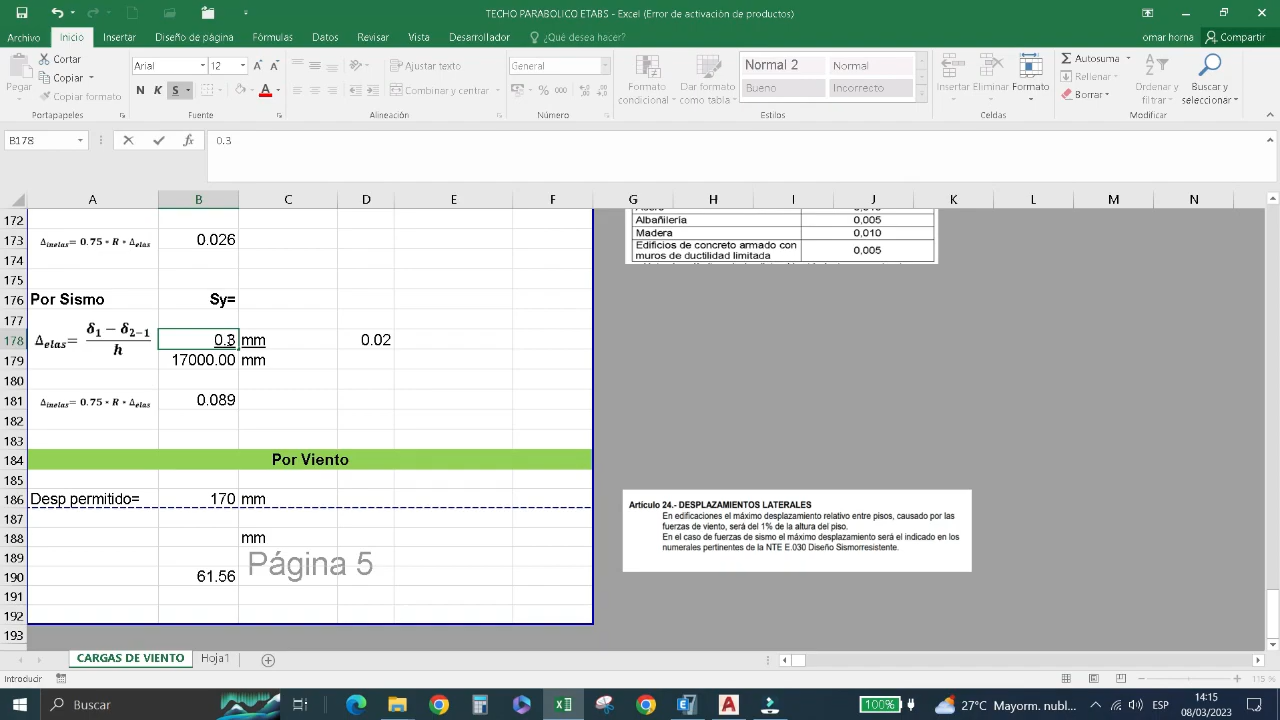 TECHO PARABOLICO ETABS - Excel (Error de activación de productos)
Archivo Inicio Insertar Diseño de página Fórmulas Datos Revisar Vista Desarrollador ¿Qué desea hacer? omar horna Compartir
Pegar Cortar Copiar Copiar formato
Arial 12 N K S
Ajustar texto
Combinar y centrar
General
Formato condicional Dar formato como tabla
Normal 2 Normal
Bueno Incorrecto
Insertar Eliminar Formato
Autosuma
Rellenar
Borrar
Ordenar y filtrar Buscar y seleccionar
Portapapeles Fuente Alineación Número Estilos Celdas Modificar
B178 fx 0.3
A B C D E F G H I J K L M N
172
173 Δinelas= 0.75 * R * Δelas 0.026
174
175
176 Por Sismo Sy=
177
178 Δelas= δ1 − δ2−1 / h 0.3 mm 0.02
179 17000.00 mm
180
181 Δinelas= 0.75 * R * Δelas 0.089
182
183
184 Por Viento
185
186 Desp permitido= 170 mm
187
188 mm
189 Página 5
190 61.56
191
192
193
Albañilería 0,005
Madera 0,010
Edificios de concreto armado con muros de ductilidad limitada 0,005
Artículo 24.- DESPLAZAMIENTOS LATERALES
En edificaciones el máximo desplazamiento relativo entre pisos, causado por las
fuerzas de viento, será del 1% de la altura del piso.
En el caso de fuerzas de sismo el máximo desplazamiento será el indicado en los
numerales pertinentes de la NTE E.030 Diseño Sismorresistente.
CARGAS DE VIENTO Hoja1
Introducir 115 %
Buscar 100% 27°C Mayorm. nubl... ESP 14:15
08/03/2023